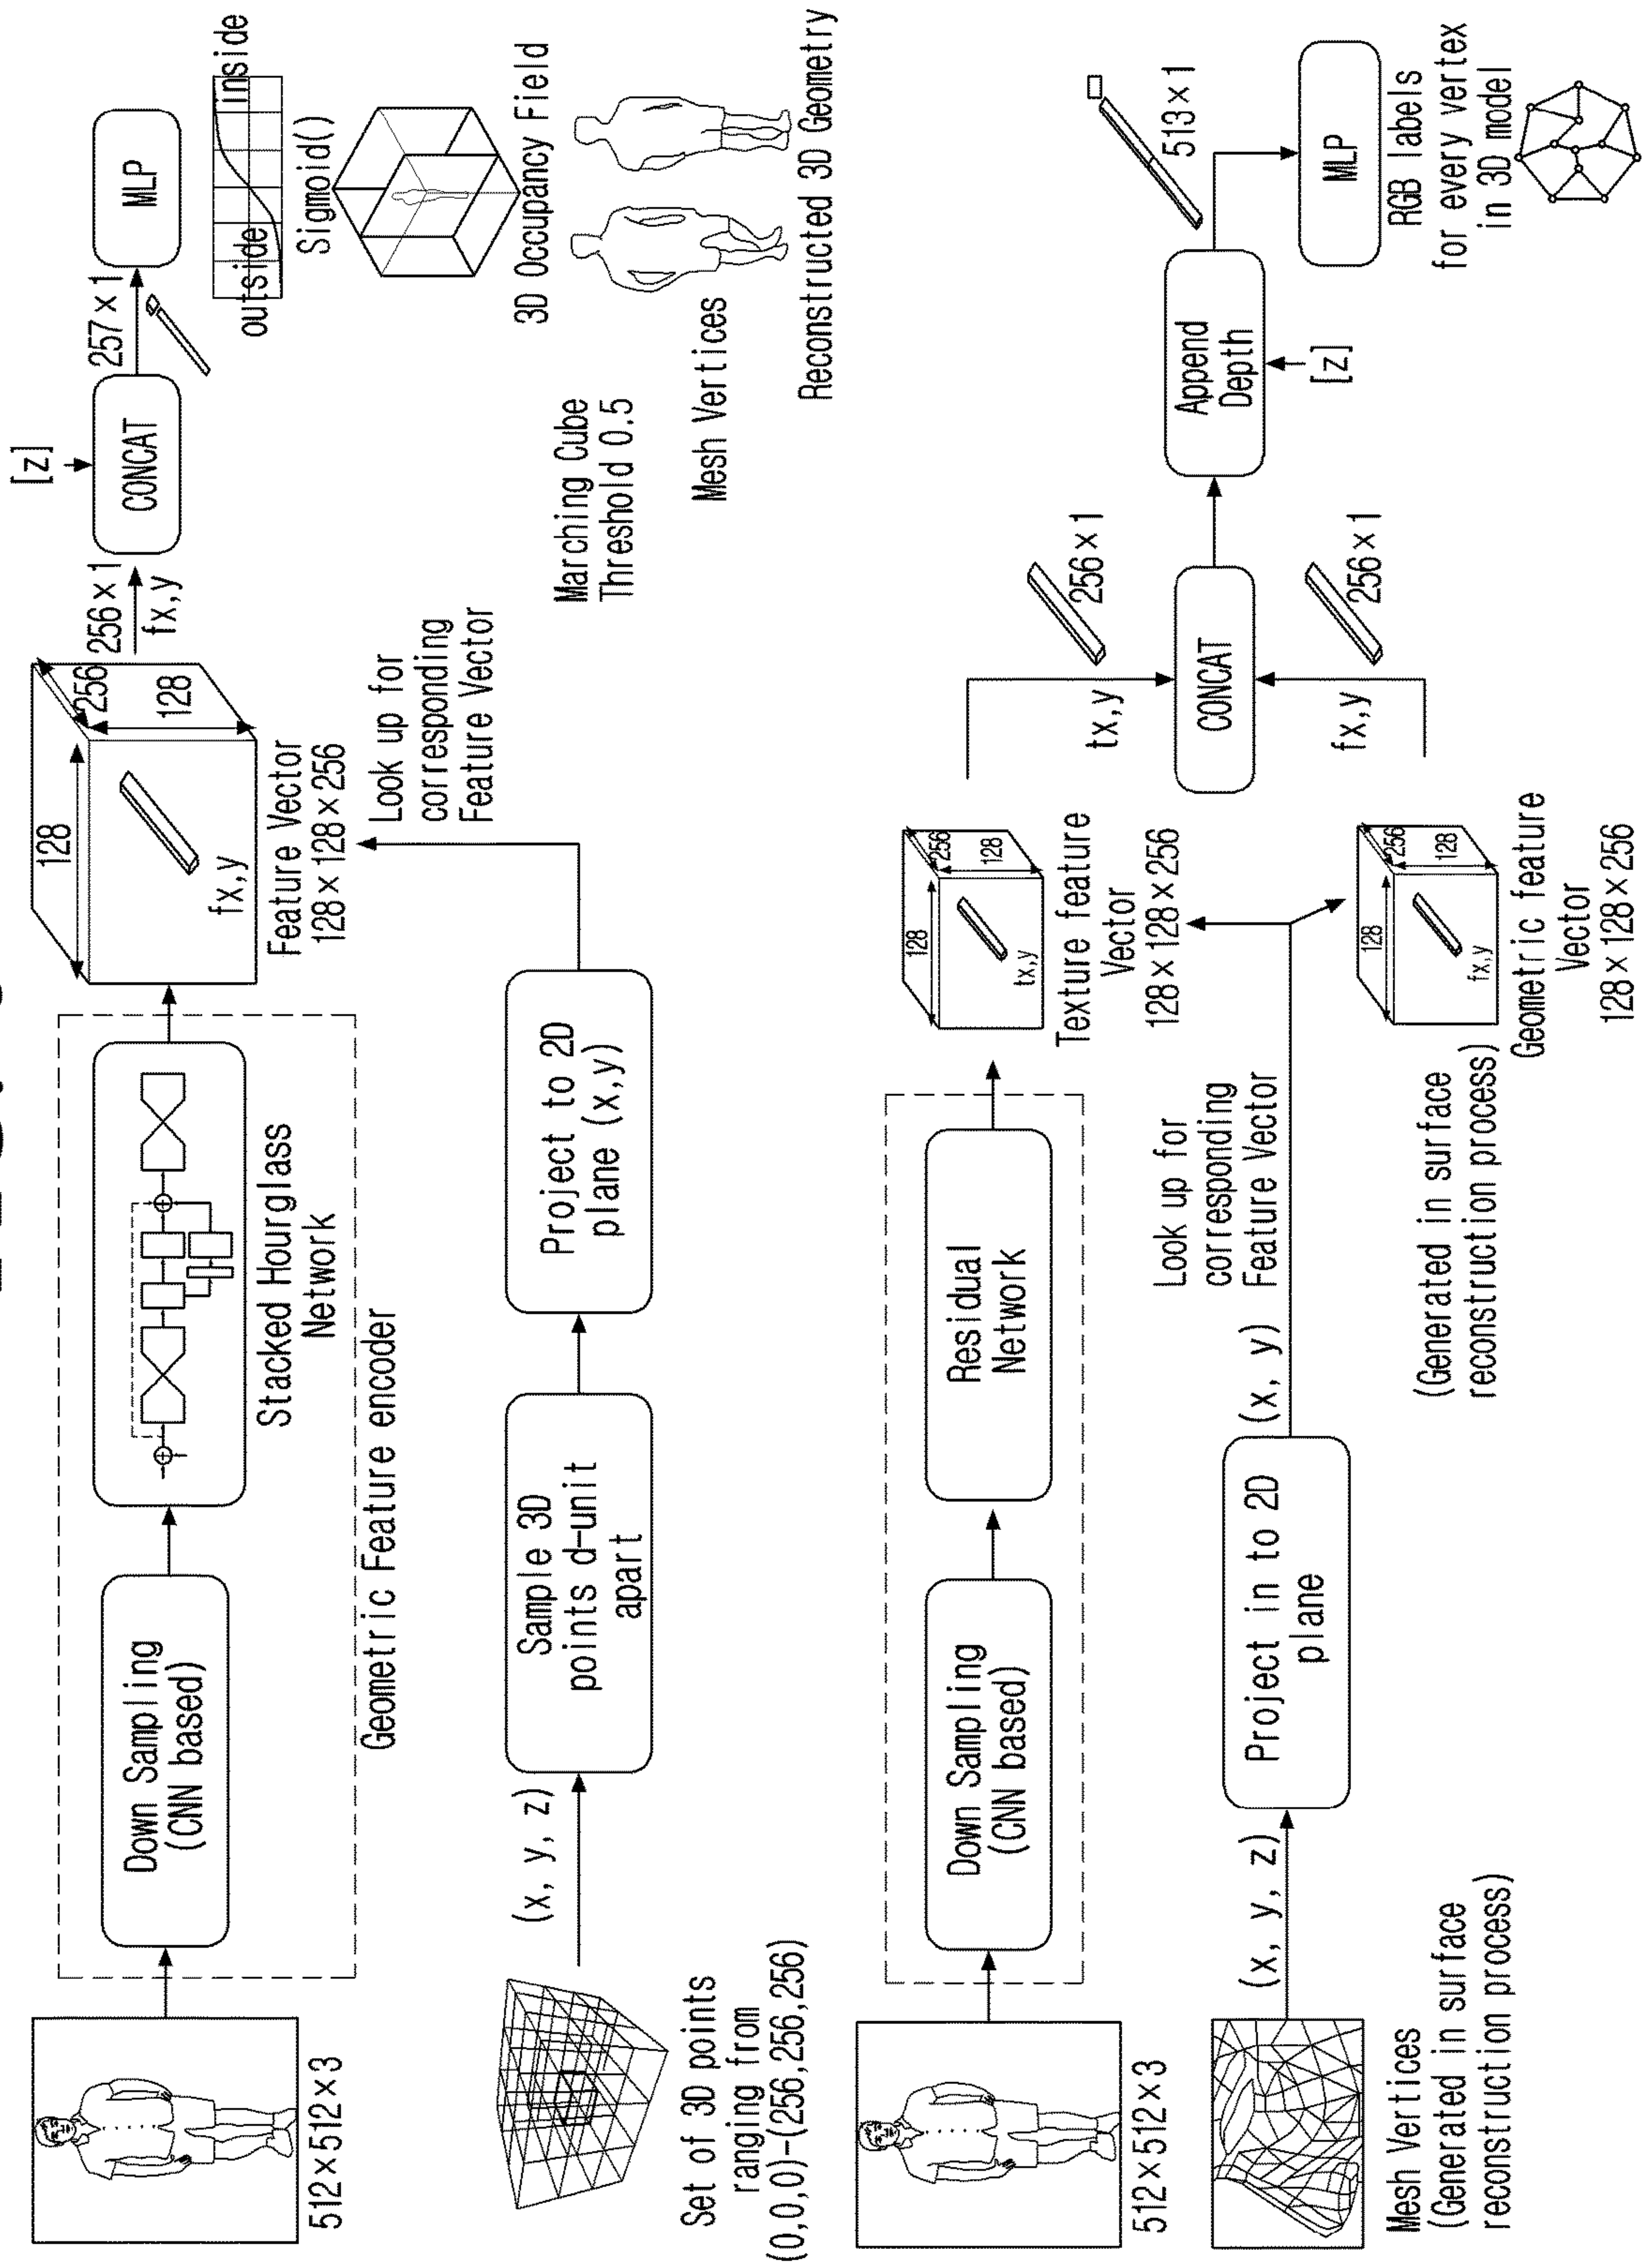 512×512×3
Down Sampling
(CNN based)
Stacked Hourglass
Network
Geometric Feature encoder
128
256
128
fx,y
Feature Vector
128×128×256
256×1
fx,y
[z]
CONCAT
257×1
MLP
outside
inside
Sigmoid()
3D Occupancy Field
Marching Cube
Threshold 0.5
Mesh Vertices
Reconstructed 3D Geometry
Set of 3D points
ranging from
(0,0,0)-(256,256,256)
(x, y, z)
Sample 3D
points d-unit
apart
Project to 2D
plane (x,y)
Look up for
corresponding
Feature Vector
512×512×3
Down Sampling
(CNN based)
Residual
Network
128
256
128
tx,y
Texture feature
Vector
128×128×256
Mesh Vertices
(Generated in surface
reconstruction process)
(x, y, z)
Project in to 2D
plane
(x, y)
Look up for
corresponding
Feature Vector
128
256
128
fx,y
(Generated in surface
reconstruction process)
Geometric feature
Vector
128×128×256
tx,y
256×1
CONCAT
fx,y
256×1
Append
Depth
[z]
513×1
MLP
RGB labels
for every vertex
in 3D model